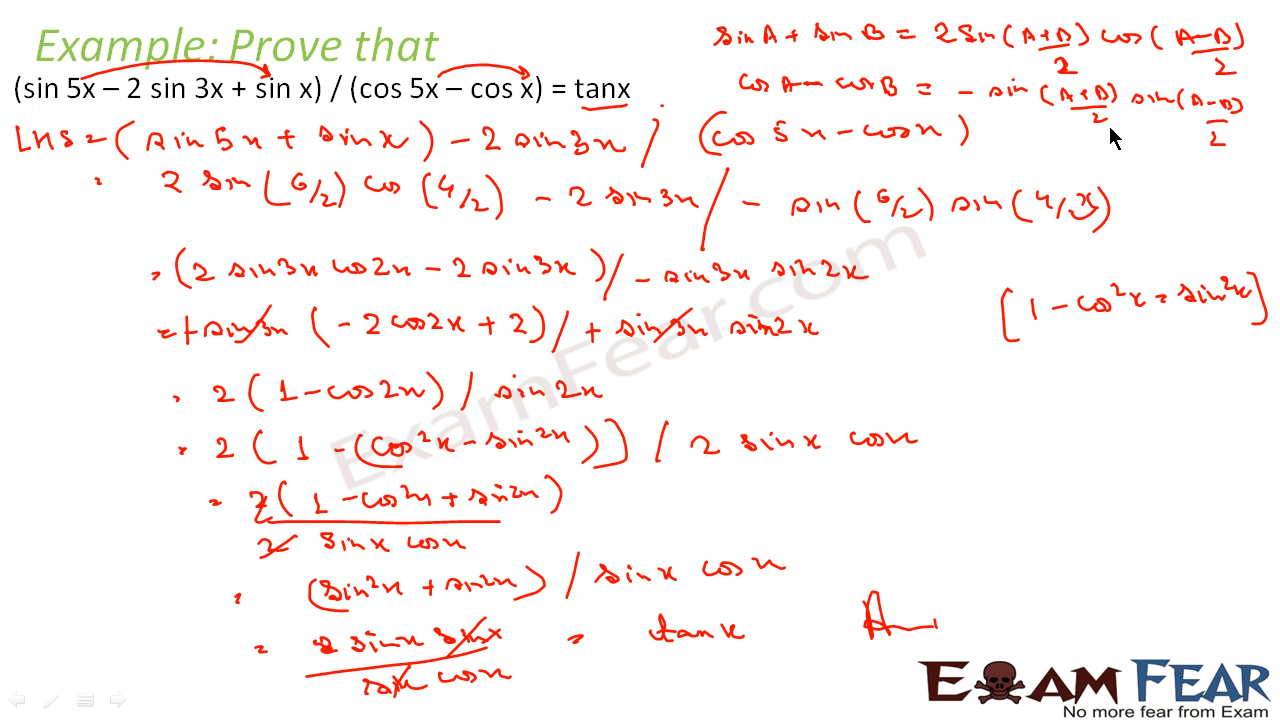 Example: Prove that
(sin 5x – 2 sin 3x + sin x) / (cos 5x – cos x) = tanx
sin A + sin B = 2 sin (A+B)/2 cos (A-B)/2
cos A - cos B = - sin (A+B)/2 sin (A-B)/2
LHS = (sin 5x + sin x) - 2 sin 3x / (cos 5x - cos x)
= 2 sin (6/2) cos (4/2) - 2 sin 3x / - sin (6/2) sin (4/2x)
= (2 sin 3x cos 2x - 2 sin 3x) / - sin 3x sin 2x
[1 - cos²x = sin²x]
= + sin 3x (- 2 cos 2x + 2) / + sin 3x sin 2x
= 2 (1 - cos 2x) / sin 2x
= 2 (1 - (cos²x - sin²x))] / 2 sin x cos x
= 2 (1 - cos²x + sin²x)
2 sin x cos x
= (sin²x + sin²x) / sin x cos x
= 2 sin x sin x = tan x
sin x cos x
ExamFear.com
EXAM FEAR
No more fear from Exam